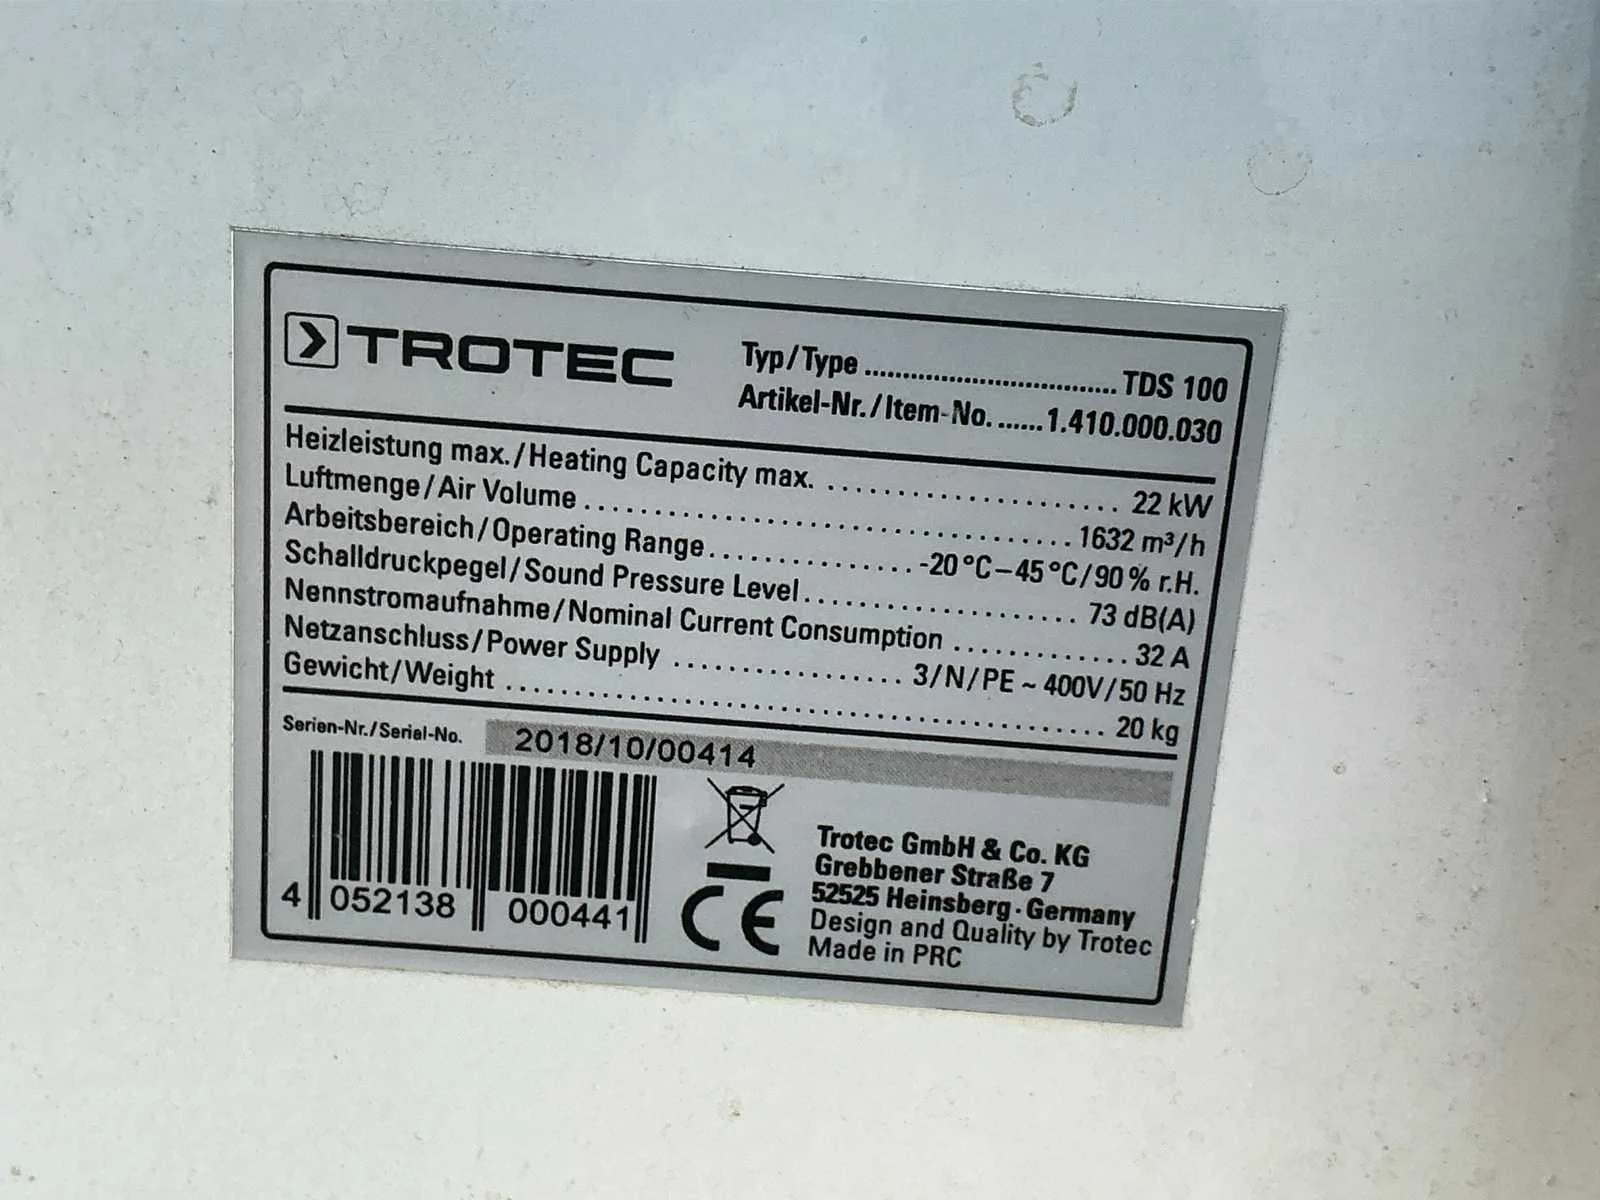 TROTEC
Typ/Type ................................. TDS 100
Artikel-Nr./Item-No. ...... 1.410.000.030
Heizleistung max./Heating Capacity max. .................... 22 kW
Luftmenge/Air Volume .................................. 1632 m³/h
Arbeitsbereich/Operating Range .............. -20°C–45°C/90% r.H.
Schalldruckpegel/Sound Pressure Level ................... 73 dB(A)
Nennstromaufnahme/Nominal Current Consumption ............. 32 A
Netzanschluss/Power Supply ................ 3/N/PE ~ 400V/50 Hz
Gewicht/Weight .......................................... 20 kg
Serien-Nr./Serial-No. 2018/10/00414
4 052138 000441
CE
Trotec GmbH & Co. KG
Grebbener Straße 7
52525 Heinsberg · Germany
Design and Quality by Trotec
Made in PRC